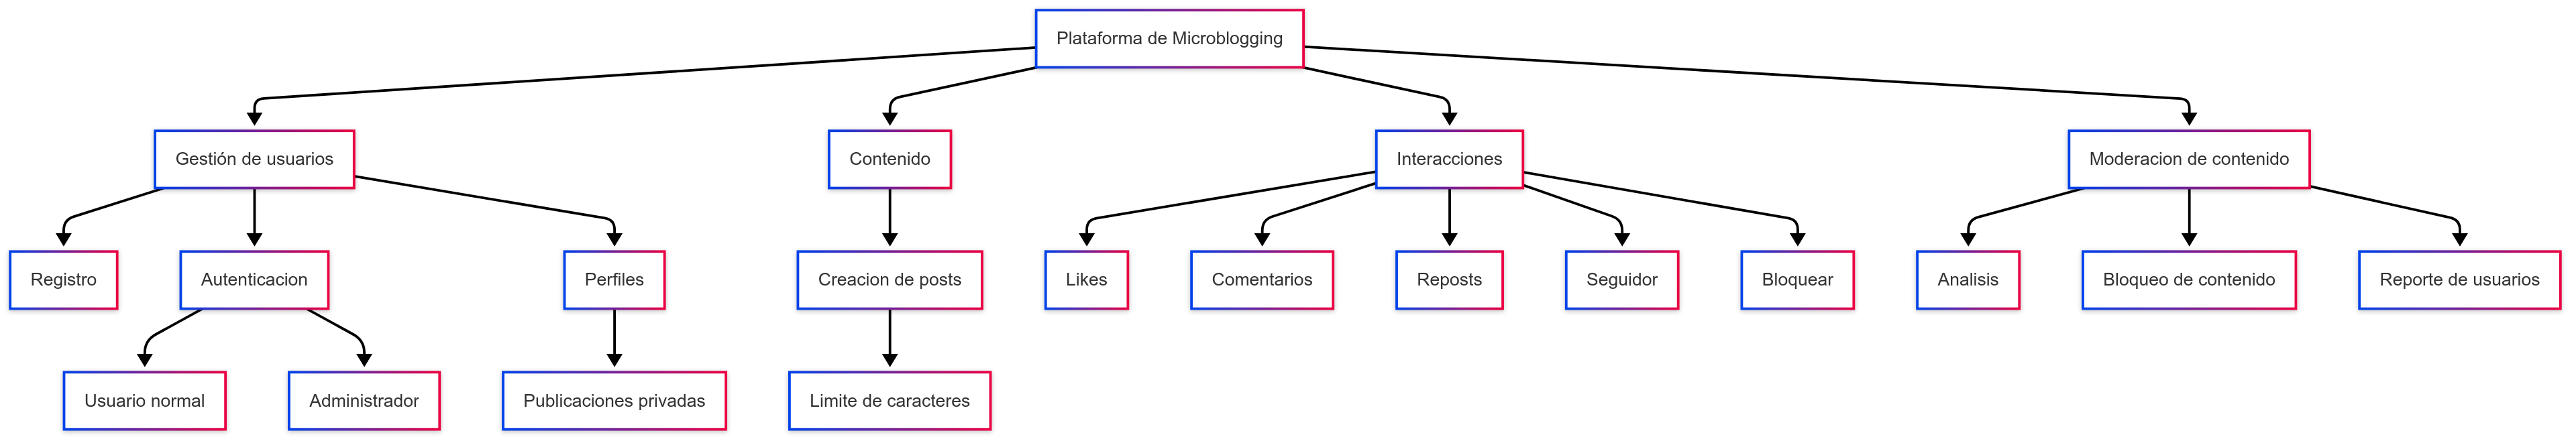 Plataforma de Microblogging
Gestión de usuarios
Contenido
Interacciones
Moderacion de contenido
Registro
Autenticacion
Perfiles
Creacion de posts
Likes
Comentarios
Reposts
Seguidor
Bloquear
Analisis
Bloqueo de contenido
Reporte de usuarios
Usuario normal
Administrador
Publicaciones privadas
Limite de caracteres